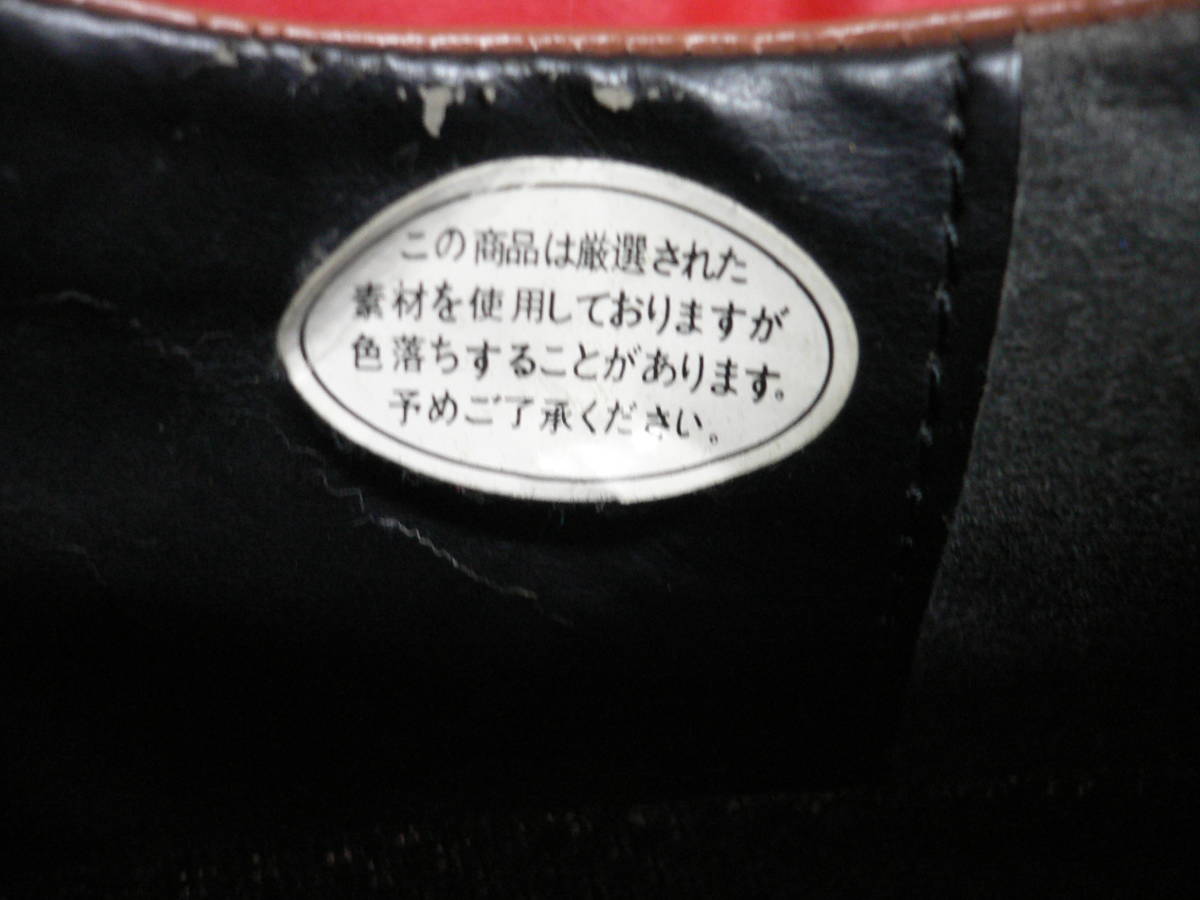 この商品は厳選された
素材を使用しておりますが
色落ちすることがあります。
予めご了承ください。